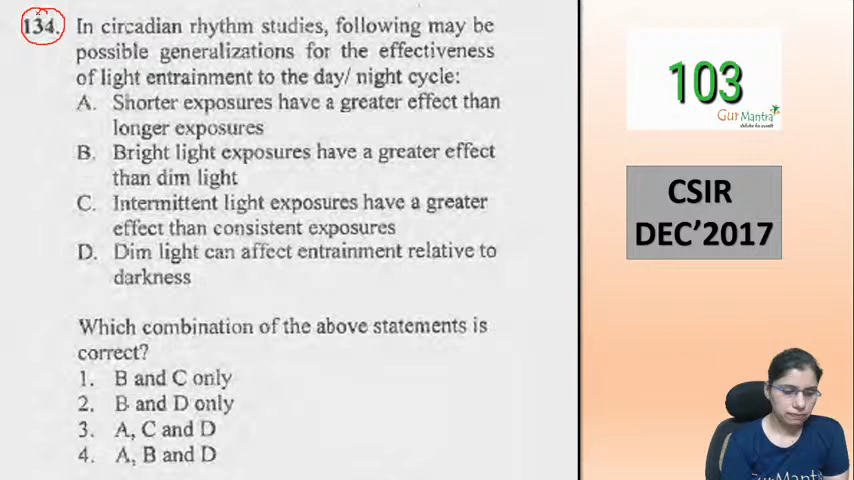 134. In circadian rhythm studies, following may be
possible generalizations for the effectiveness
of light entrainment to the day/ night cycle:
A. Shorter exposures have a greater effect than
longer exposures
B. Bright light exposures have a greater effect
than dim light
C. Intermittent light exposures have a greater
effect than consistent exposures
D. Dim light can affect entrainment relative to
darkness
Which combination of the above statements is
correct?
1. B and C only
2. B and D only
3. A, C and D
4. A, B and D
103
Gur Mantra
CSIR
DEC'2017